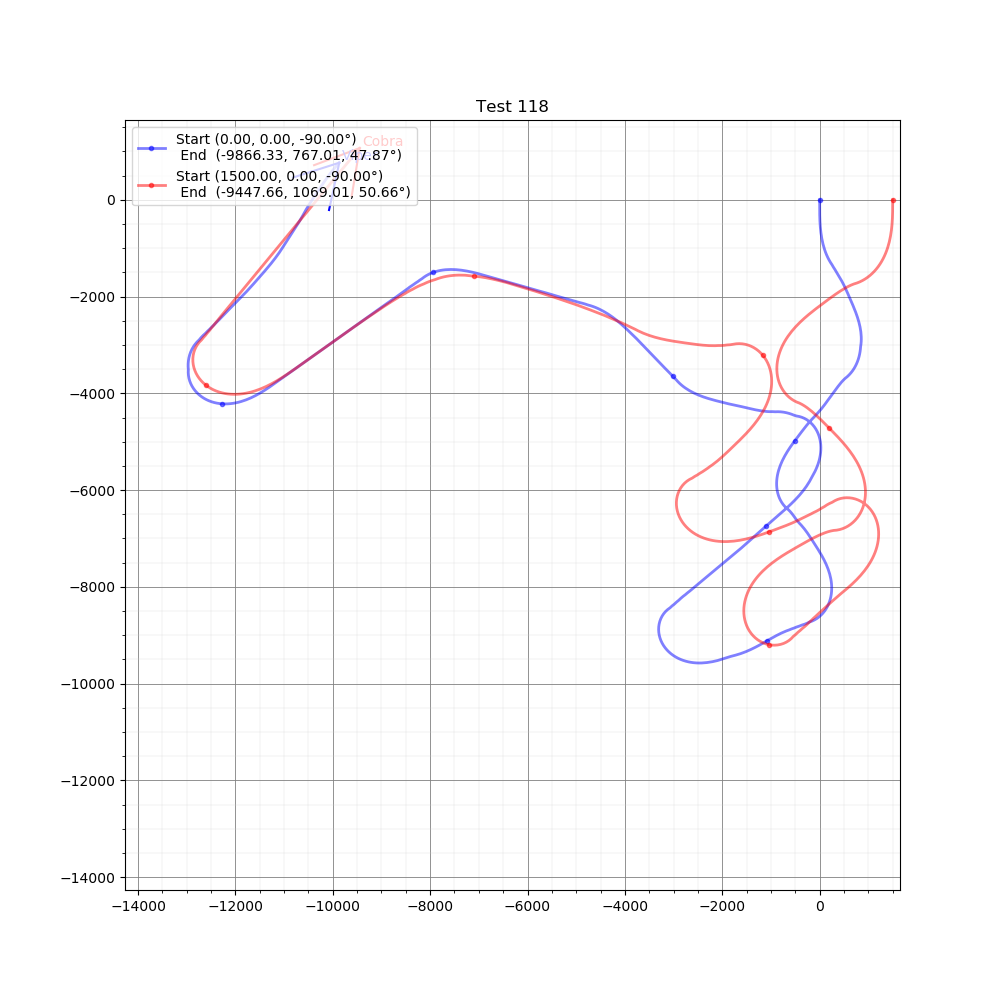 Test 118
Cobra
Start (0.00, 0.00, -90.00°)
End (-9866.33, 767.01, 47.87°)
Start (1500.00, 0.00, -90.00°)
End (-9447.66, 1069.01, 50.66°)
0
−2000
−4000
−6000
−8000
−10000
−12000
−14000
−14000 −12000 −10000 −8000 −6000 −4000 −2000 0